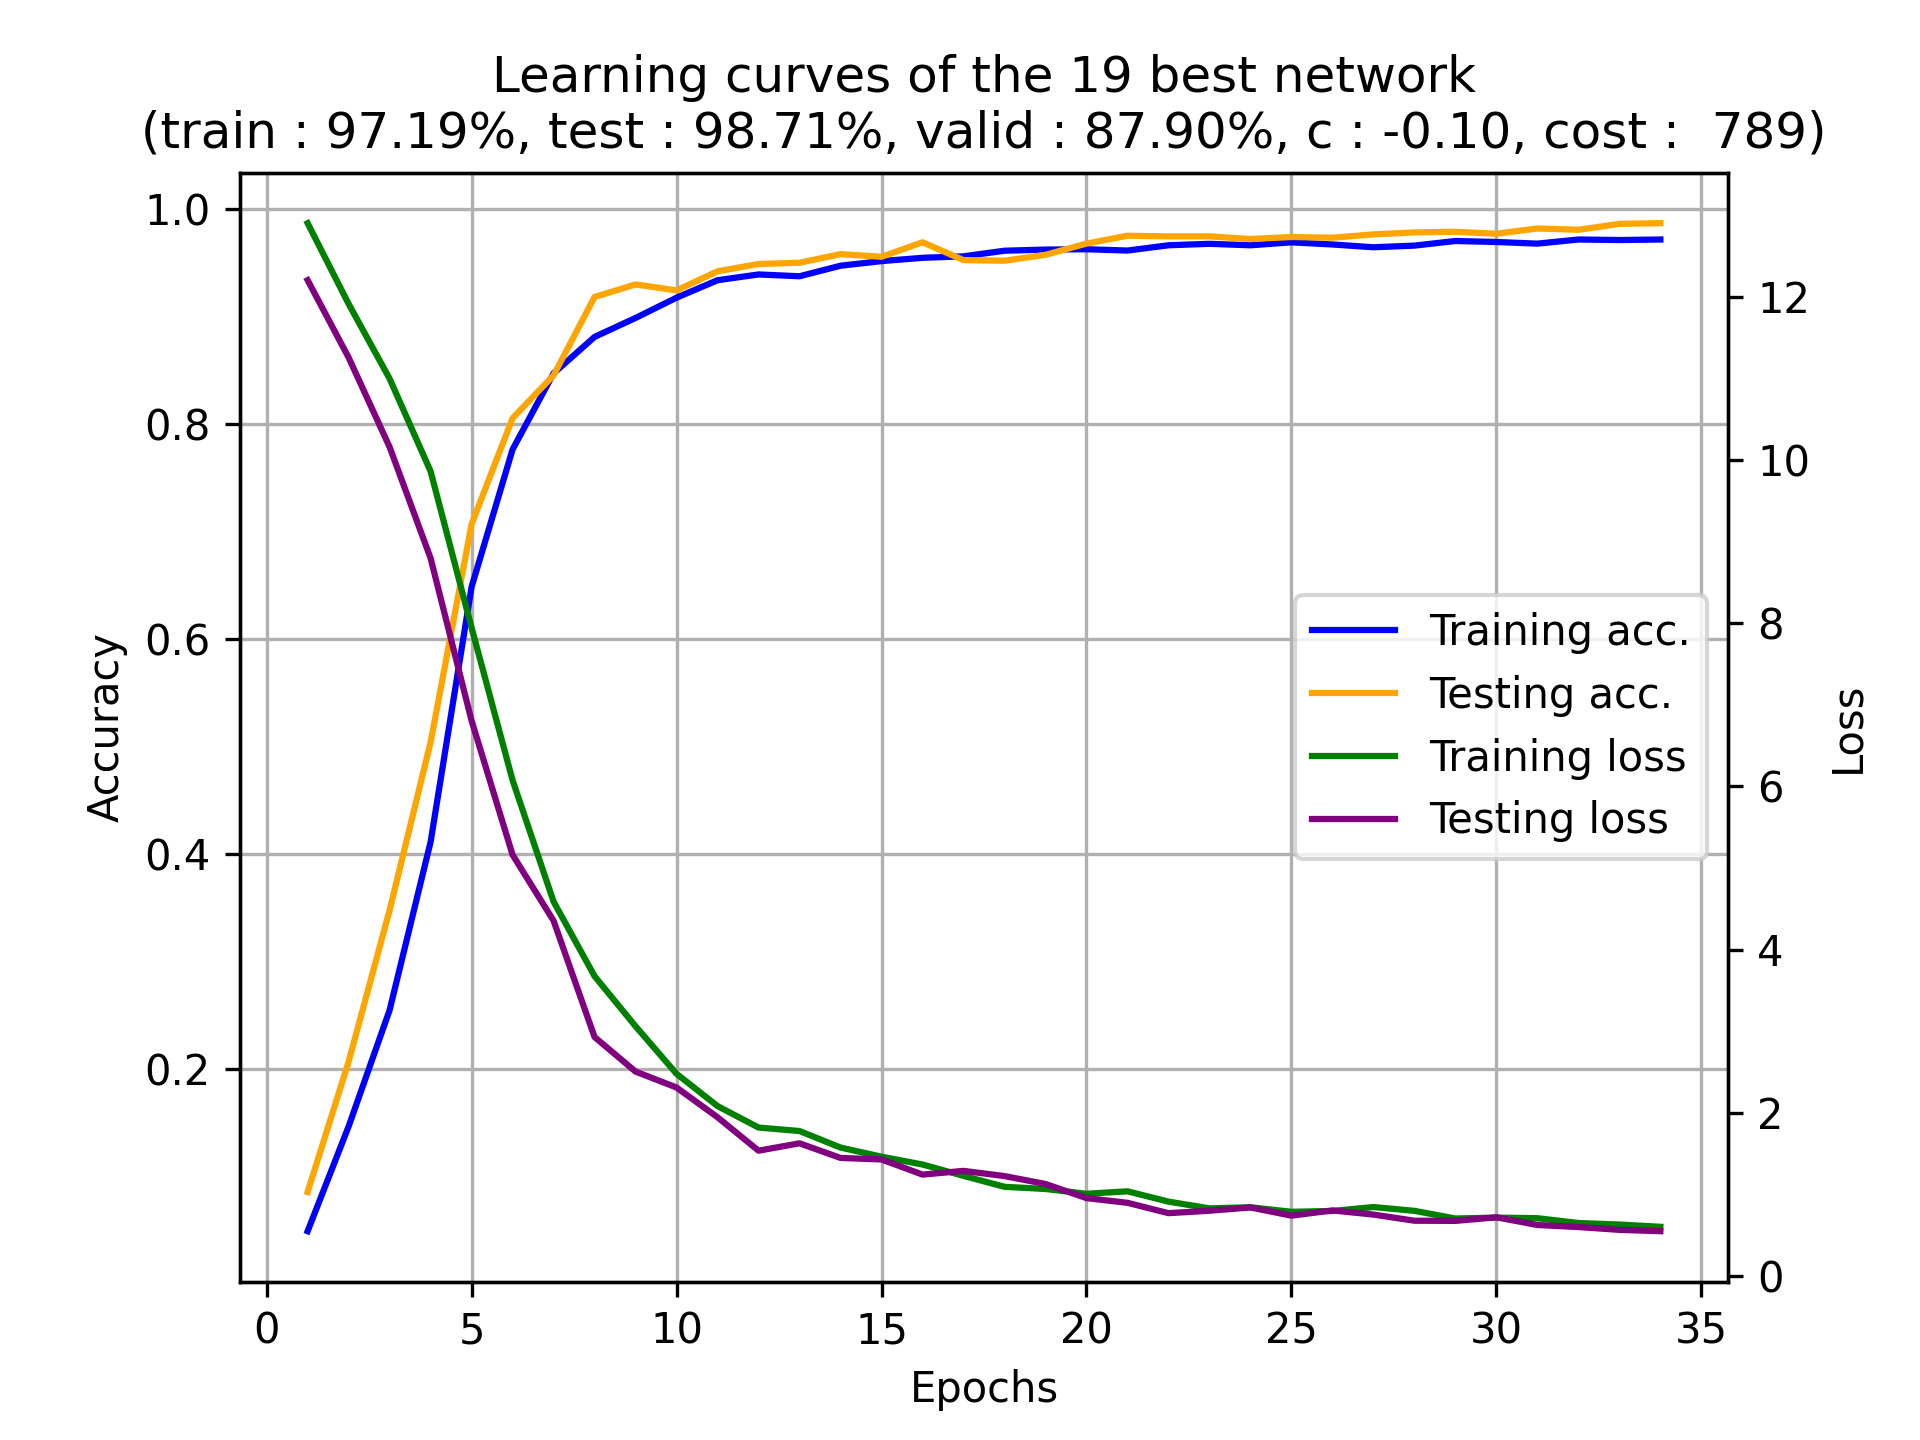 Learning curves of the 19 best network
(train : 97.19%, test : 98.71%, valid : 87.90%, c : -0.10, cost :  789)
1.0
0.8
0.6
0.4
0.2
Accuracy
12
10
8
6
4
2
0
Loss
Training acc.
Testing acc.
Training loss
Testing loss
0 5 10 15 20 25 30 35
Epochs